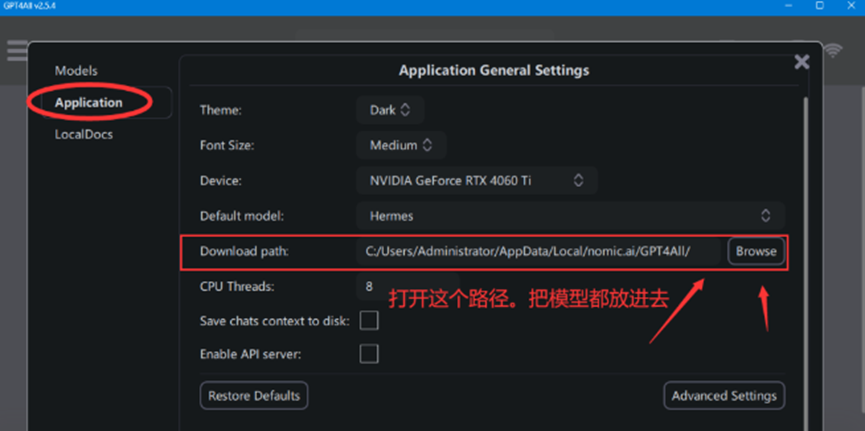 GPT4All v2.5.4
Models
Application
LocalDocs
Application General Settings
Theme: Dark
Font Size: Medium
Device: NVIDIA GeForce RTX 4060 Ti
Default model: Hermes
Download path: C:/Users/Administrator/AppData/Local/nomic.ai/GPT4All/ Browse
CPU Threads: 8
打开这个路径。把模型都放进去
Save chats context to disk:
Enable API server:
Restore Defaults Advanced Settings